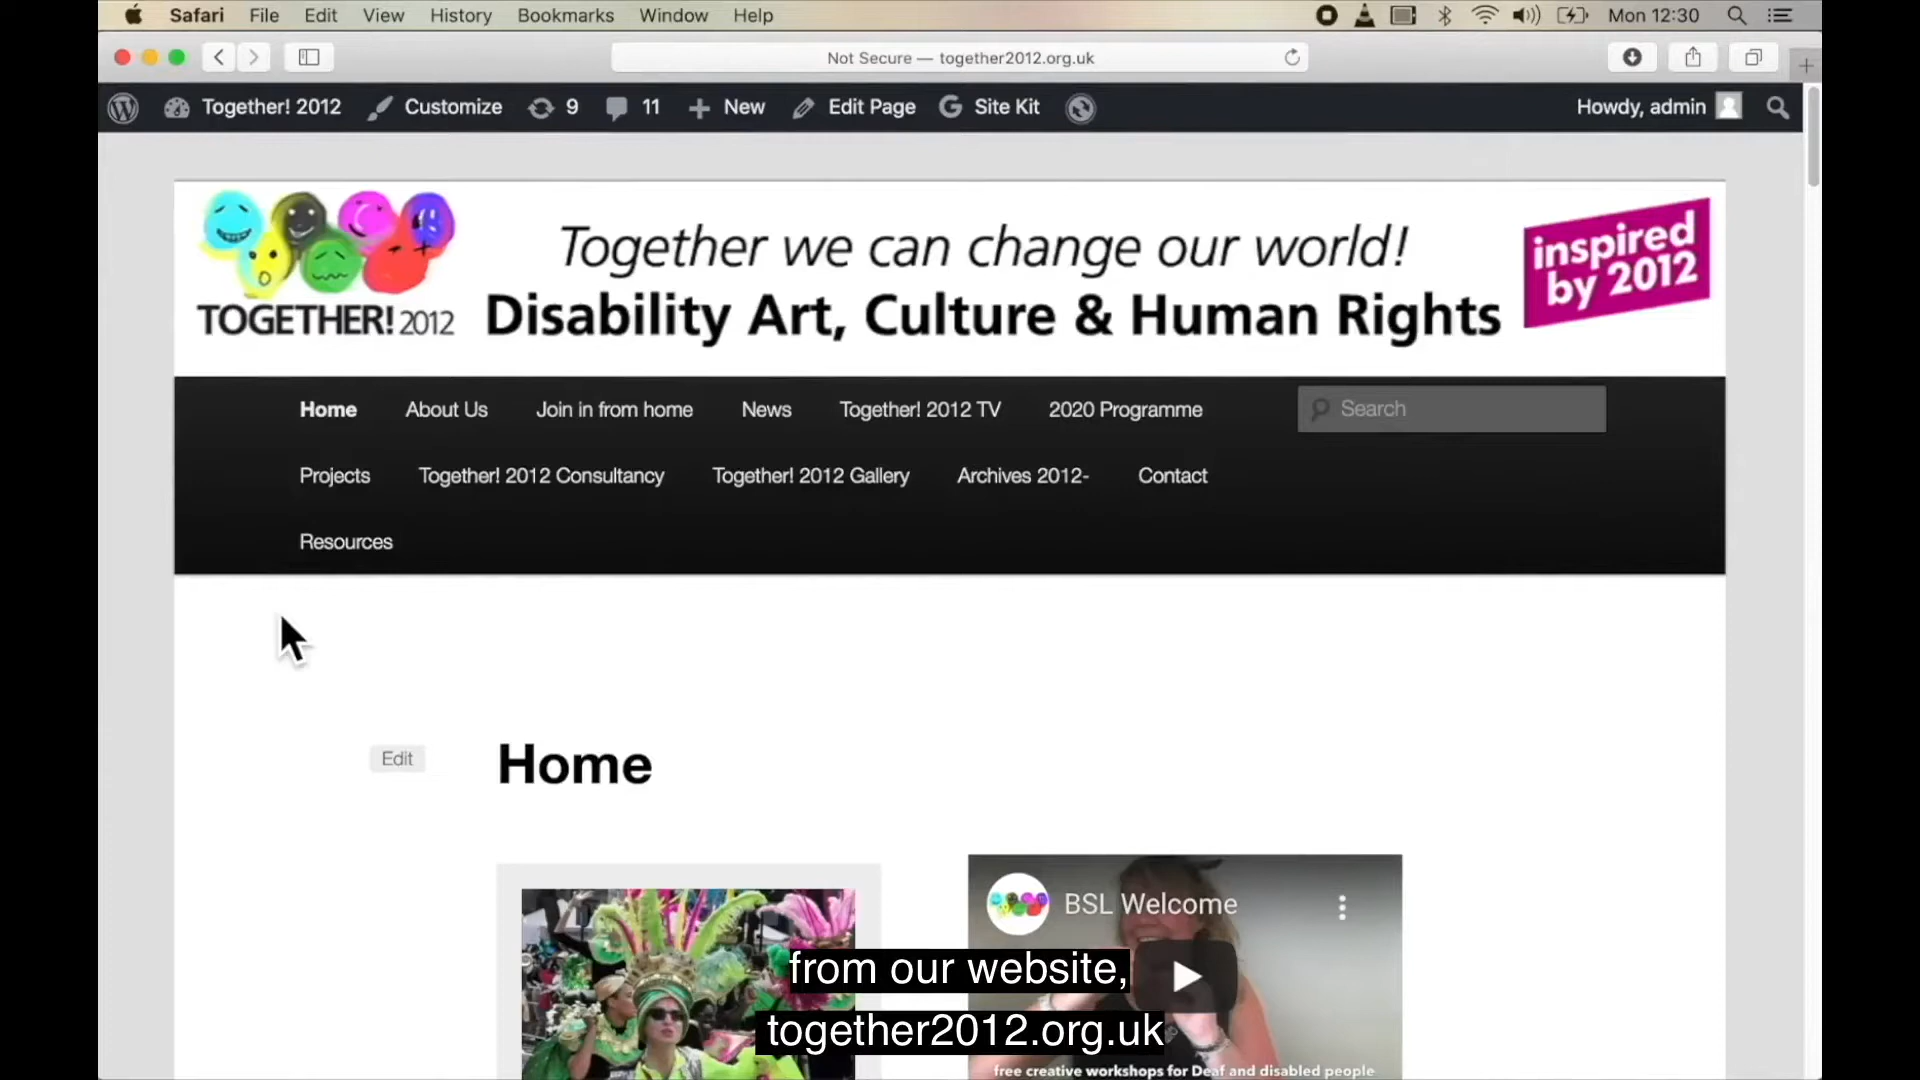 Safari File Edit View History Bookmarks Window Help Mon 12:30
Not Secure — together2012.org.uk
Together! 2012 Customize 9 11 New Edit Page Site Kit Howdy, admin
Together we can change our world!
inspired
by 2012
TOGETHER! 2012
Disability Art, Culture & Human Rights
Home About Us Join in from home News Together! 2012 TV 2020 Programme Search
Projects Together! 2012 Consultancy Together! 2012 Gallery Archives 2012- Contact
Resources
Edit
Home
BSL Welcome
from our website,
together2012.org.uk
free creative workshops for Deaf and disabled people